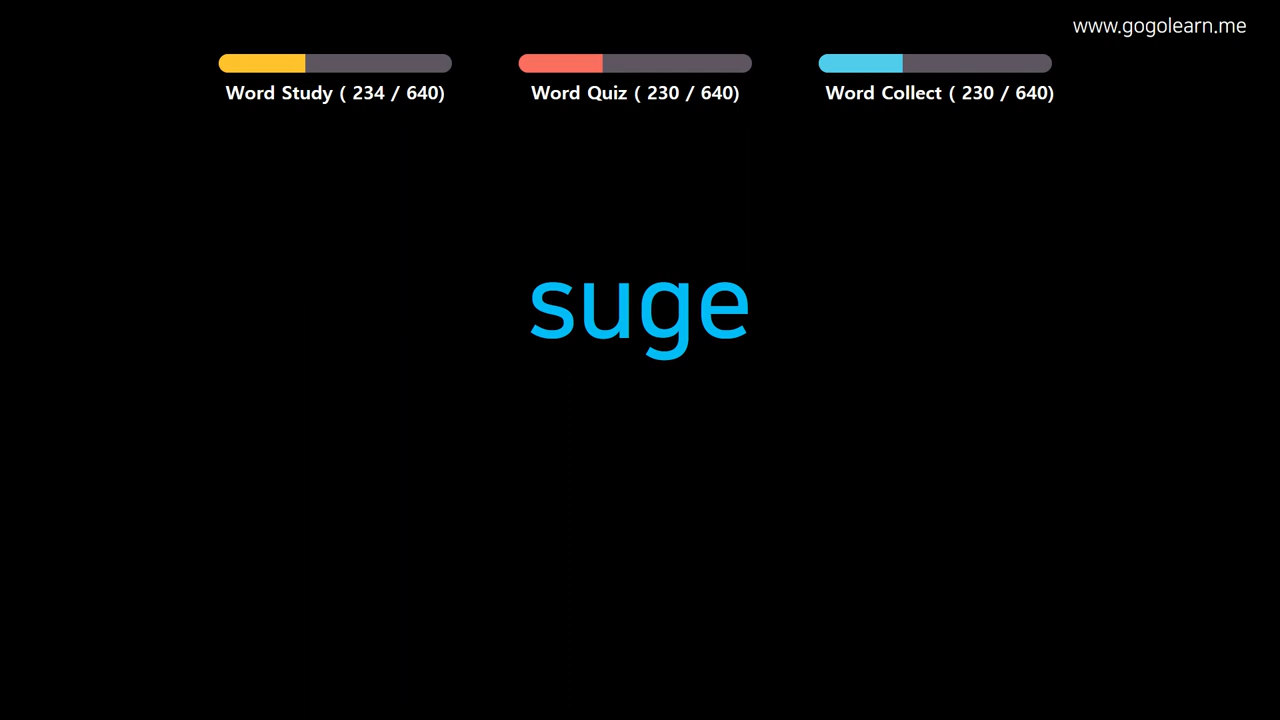 www.gogolearn.me
Word Study ( 234 / 640)
Word Quiz ( 230 / 640)
Word Collect ( 230 / 640)
suge